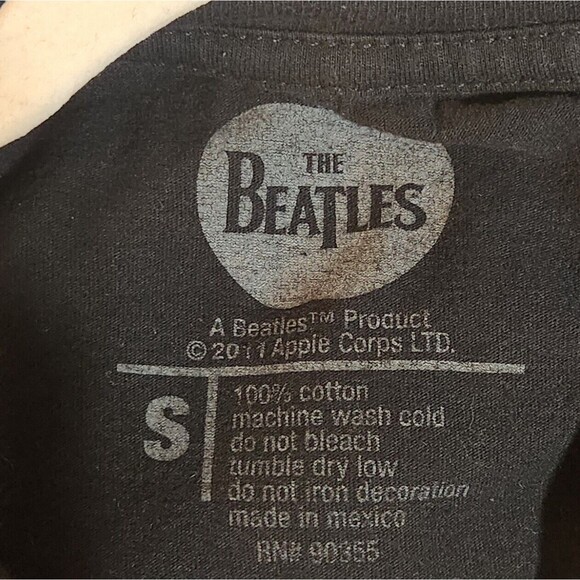 THE
BEATLES
A Beatles™ Product
© 2011 Apple Corps LTD.
S
100% cotton
machine wash cold
do not bleach
tumble dry low
do not iron decoration
made in mexico
RN# 90365